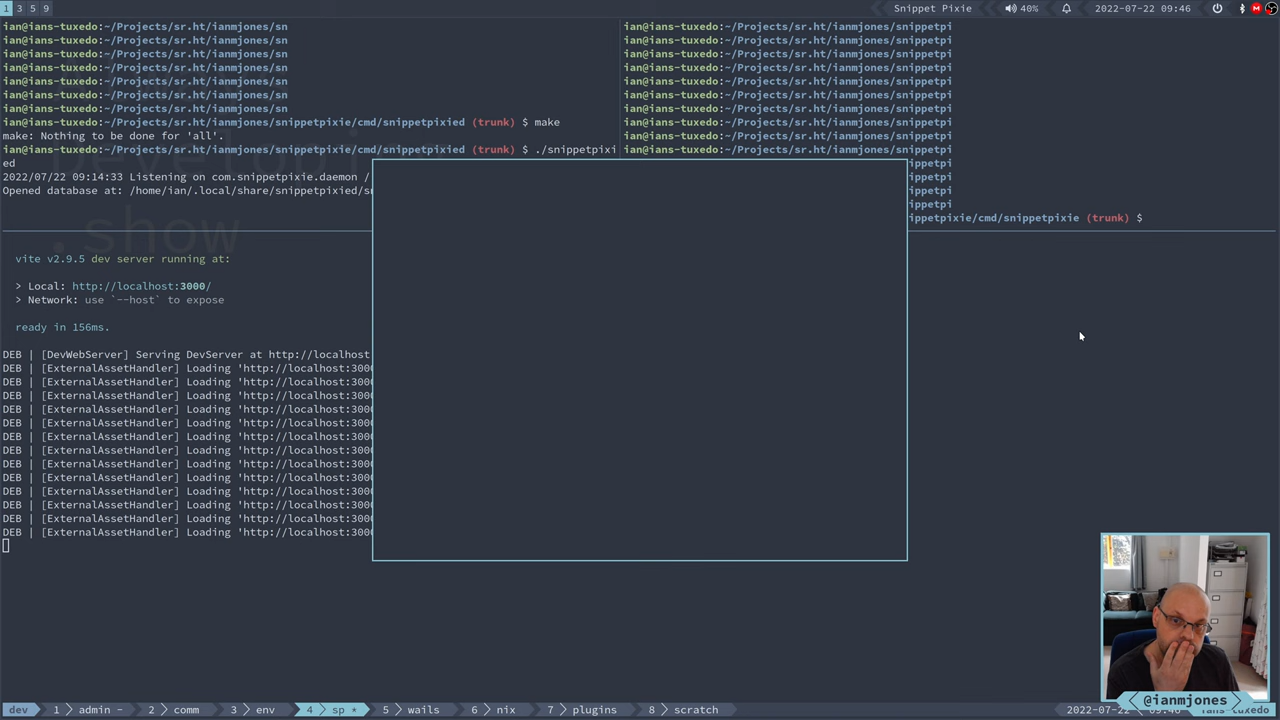 1 3 5 9
Snippet Pixie
40%
2022-07-22
09:46
M
ian@ians-tuxedo:~/Projects/sr.ht/ianmjones/sn
ian@ians-tuxedo:~/Projects/sr.ht/ianmjones/sn
ian@ians-tuxedo:~/Projects/sr.ht/ianmjones/sn
ian@ians-tuxedo:~/Projects/sr.ht/ianmjones/sn
ian@ians-tuxedo:~/Projects/sr.ht/ianmjones/sn
ian@ians-tuxedo:~/Projects/sr.ht/ianmjones/sn
ian@ians-tuxedo:~/Projects/sr.ht/ianmjones/sn
ian@ians-tuxedo:~/Projects/sr.ht/ianmjones/snippetpixie/cmd/snippetpixied (trunk) $ make
make: Nothing to be done for 'all'.
ian@ians-tuxedo:~/Projects/sr.ht/ianmjones/snippetpixie/cmd/snippetpixied (trunk) $ ./snippetpixi
ed
2022/07/22 09:14:33 Listening on com.snippetpixie.daemon /
Opened database at: /home/ian/.local/share/snippetpixied/s
.show
ian@ians-tuxedo:~/Projects/sr.ht/ianmjones/snippetpi
ian@ians-tuxedo:~/Projects/sr.ht/ianmjones/snippetpi
ian@ians-tuxedo:~/Projects/sr.ht/ianmjones/snippetpi
ian@ians-tuxedo:~/Projects/sr.ht/ianmjones/snippetpi
ian@ians-tuxedo:~/Projects/sr.ht/ianmjones/snippetpi
ian@ians-tuxedo:~/Projects/sr.ht/ianmjones/snippetpi
ian@ians-tuxedo:~/Projects/sr.ht/ianmjones/snippetpi
ian@ians-tuxedo:~/Projects/sr.ht/ianmjones/snippetpi
ian@ians-tuxedo:~/Projects/sr.ht/ianmjones/snippetpi
ian@ians-tuxedo:~/Projects/sr.ht/ianmjones/snippetpi
ippetpi
ippetpi
ippetpi
ippetpi
ippetpixie/cmd/snippetpixie (trunk) $
vite v2.9.5 dev server running at:
> Local: http://localhost:3000/
> Network: use `--host` to expose
ready in 156ms.
DEB | [DevWebServer] Serving DevServer at http://localhost
DEB | [ExternalAssetHandler] Loading 'http://localhost:300
DEB | [ExternalAssetHandler] Loading 'http://localhost:300
DEB | [ExternalAssetHandler] Loading 'http://localhost:300
DEB | [ExternalAssetHandler] Loading 'http://localhost:300
DEB | [ExternalAssetHandler] Loading 'http://localhost:300
DEB | [ExternalAssetHandler] Loading 'http://localhost:300
DEB | [ExternalAssetHandler] Loading 'http://localhost:300
DEB | [ExternalAssetHandler] Loading 'http://localhost:300
DEB | [ExternalAssetHandler] Loading 'http://localhost:300
DEB | [ExternalAssetHandler] Loading 'http://localhost:300
DEB | [ExternalAssetHandler] Loading 'http://localhost:300
DEB | [ExternalAssetHandler] Loading 'http://localhost:300
DEB | [ExternalAssetHandler] Loading 'http://localhost:300
@ianmjones
dev 1 admin - 2 comm 3 env 4 sp * 5 wails 6 nix 7 plugins 8 scratch 2022-07-22